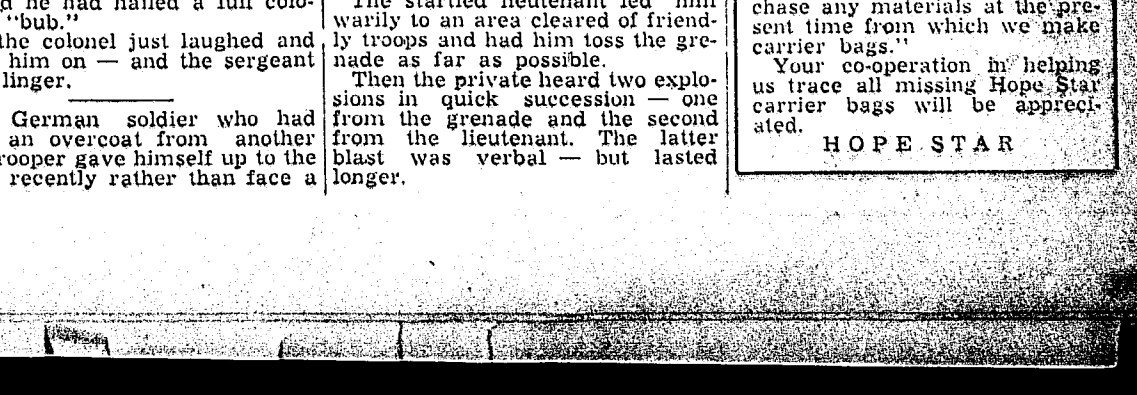 he had hailed a full colo-
"bub."
the colonel just laughed and
him on — and the sergeant
linger.
German soldier who had
an overcoat from another
rooper gave himself up to the
recently rather than face a
The startled lieutenant led him
warily to an area cleared of friend-
ly troops and had him toss the gre-
nade as far as possible.
Then the private heard two explo-
sions in quick succession — one
from the grenade and the second
from the lieutenant. The latter
blast was verbal — but lasted
longer.
chase any materials at the pre-
sent time from which we make
carrier bags."
Your co-operation in helping
us trace all missing Hope Star
carrier bags will be appreci-
ated.
HOPE STAR